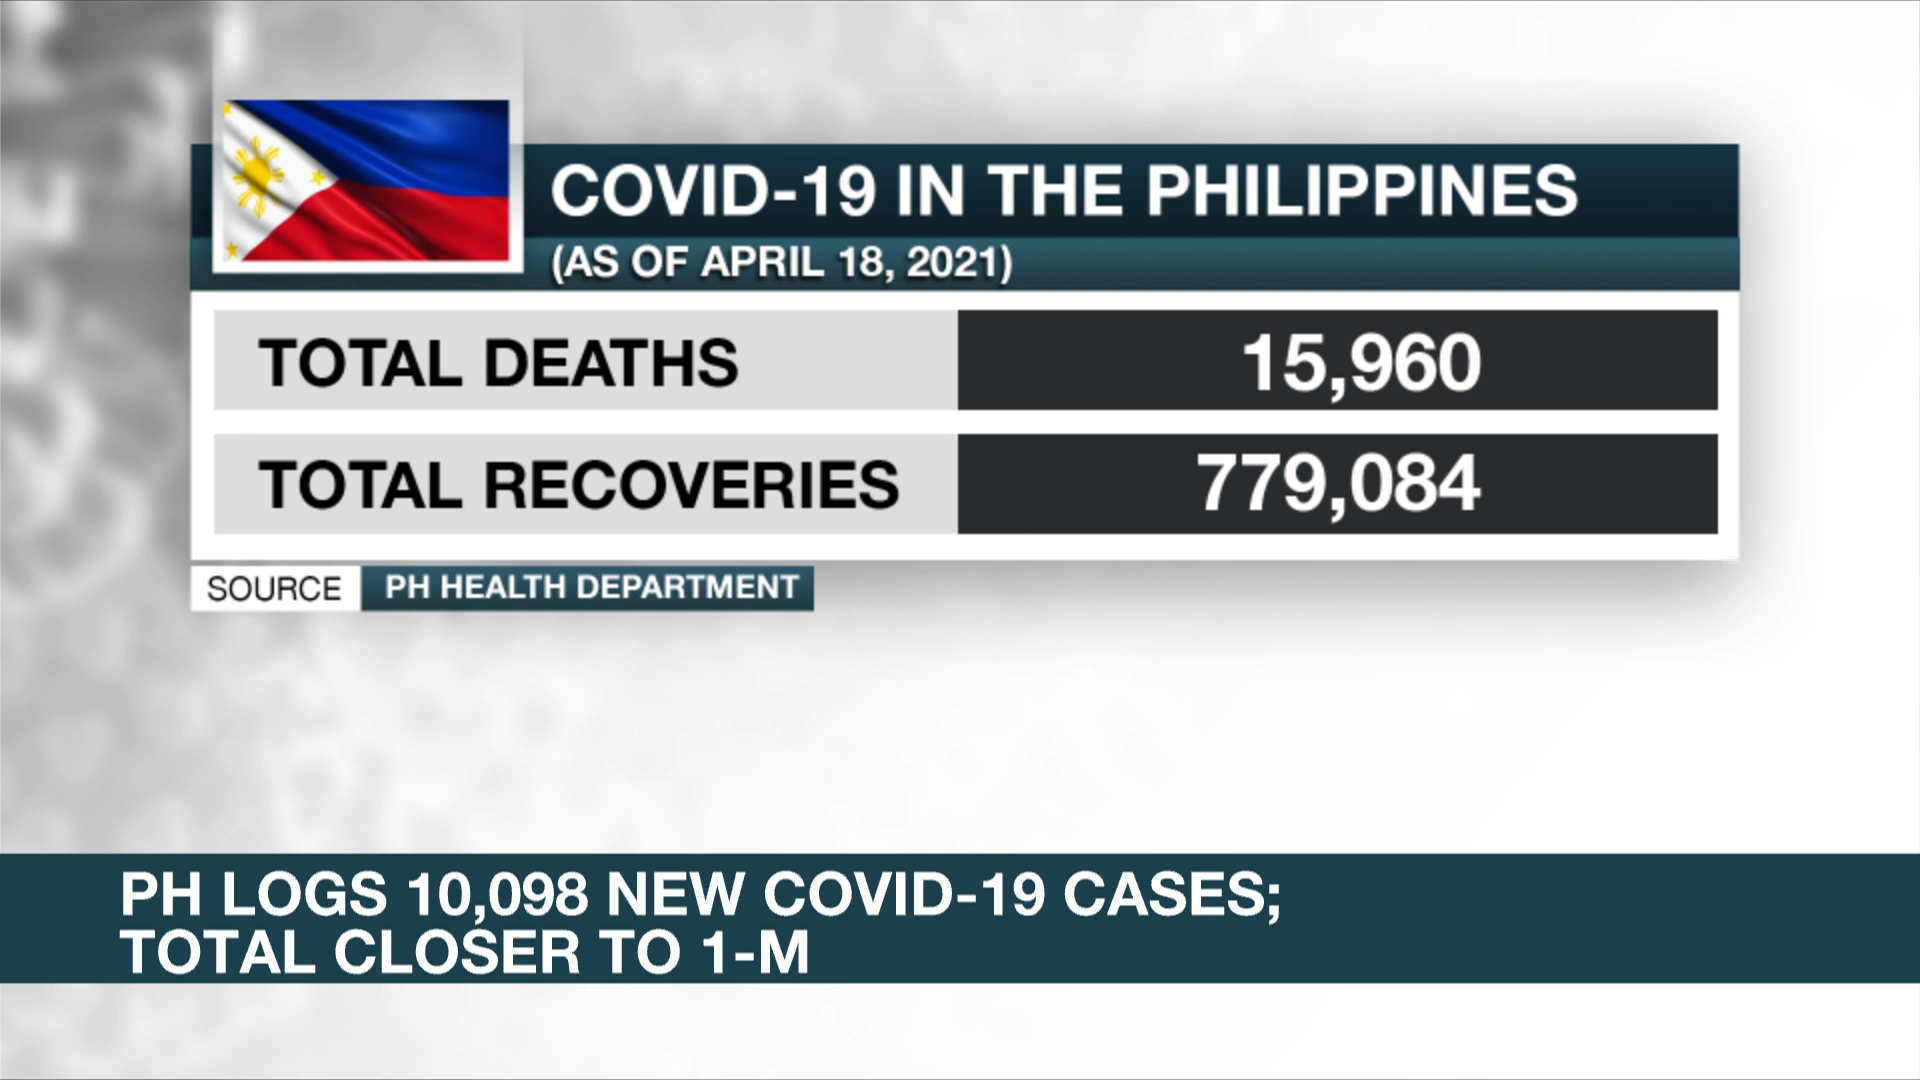 COVID-19 IN THE PHILIPPINES
(AS OF APRIL 18, 2021)
TOTAL DEATHS 15,960
TOTAL RECOVERIES 779,084
SOURCE PH HEALTH DEPARTMENT
PH LOGS 10,098 NEW COVID-19 CASES;
TOTAL CLOSER TO 1-M